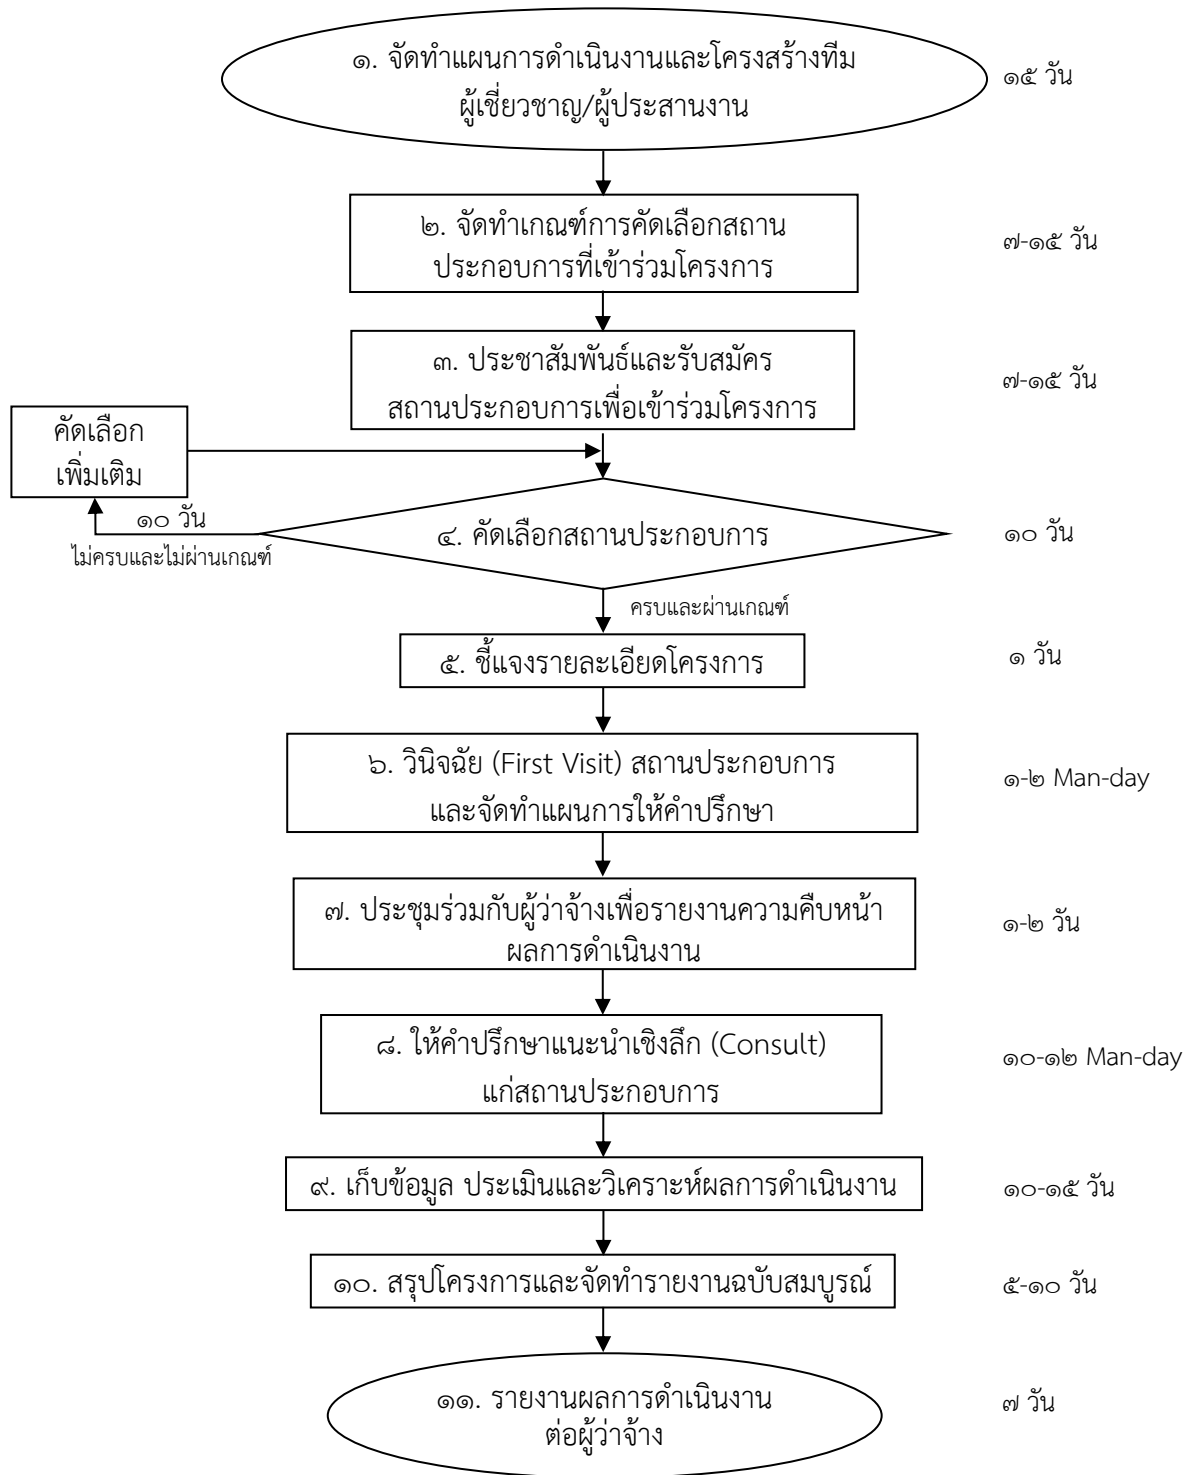 ๑. จัดทำแผนการดำเนินงานและโครงสร้างทีม
ผู้เชี่ยวชาญ/ผู้ประสานงาน
๑๕ วัน
๒. จัดทำเกณฑ์การคัดเลือกสถาน
ประกอบการที่เข้าร่วมโครงการ
๗-๑๕ วัน
๓. ประชาสัมพันธ์และรับสมัคร
สถานประกอบการเพื่อเข้าร่วมโครงการ
๗-๑๕ วัน
คัดเลือก
เพิ่มเติม
๑๐ วัน
ไม่ครบและไม่ผ่านเกณฑ์
๔. คัดเลือกสถานประกอบการ
๑๐ วัน
ครบและผ่านเกณฑ์
๕. ชี้แจงรายละเอียดโครงการ
๑ วัน
๖. วินิจฉัย (First Visit) สถานประกอบการ
และจัดทำแผนการให้คำปรึกษา
๑-๒ Man-day
๗. ประชุมร่วมกับผู้ว่าจ้างเพื่อรายงานความคืบหน้า
ผลการดำเนินงาน
๑-๒ วัน
๘. ให้คำปรึกษาแนะนำเชิงลึก (Consult)
แก่สถานประกอบการ
๑๐-๑๒ Man-day
๙. เก็บข้อมูล ประเมินและวิเคราะห์ผลการดำเนินงาน
๑๐-๑๕ วัน
๑๐. สรุปโครงการและจัดทำรายงานฉบับสมบูรณ์
๕-๑๐ วัน
๑๑. รายงานผลการดำเนินงาน
ต่อผู้ว่าจ้าง
๗ วัน